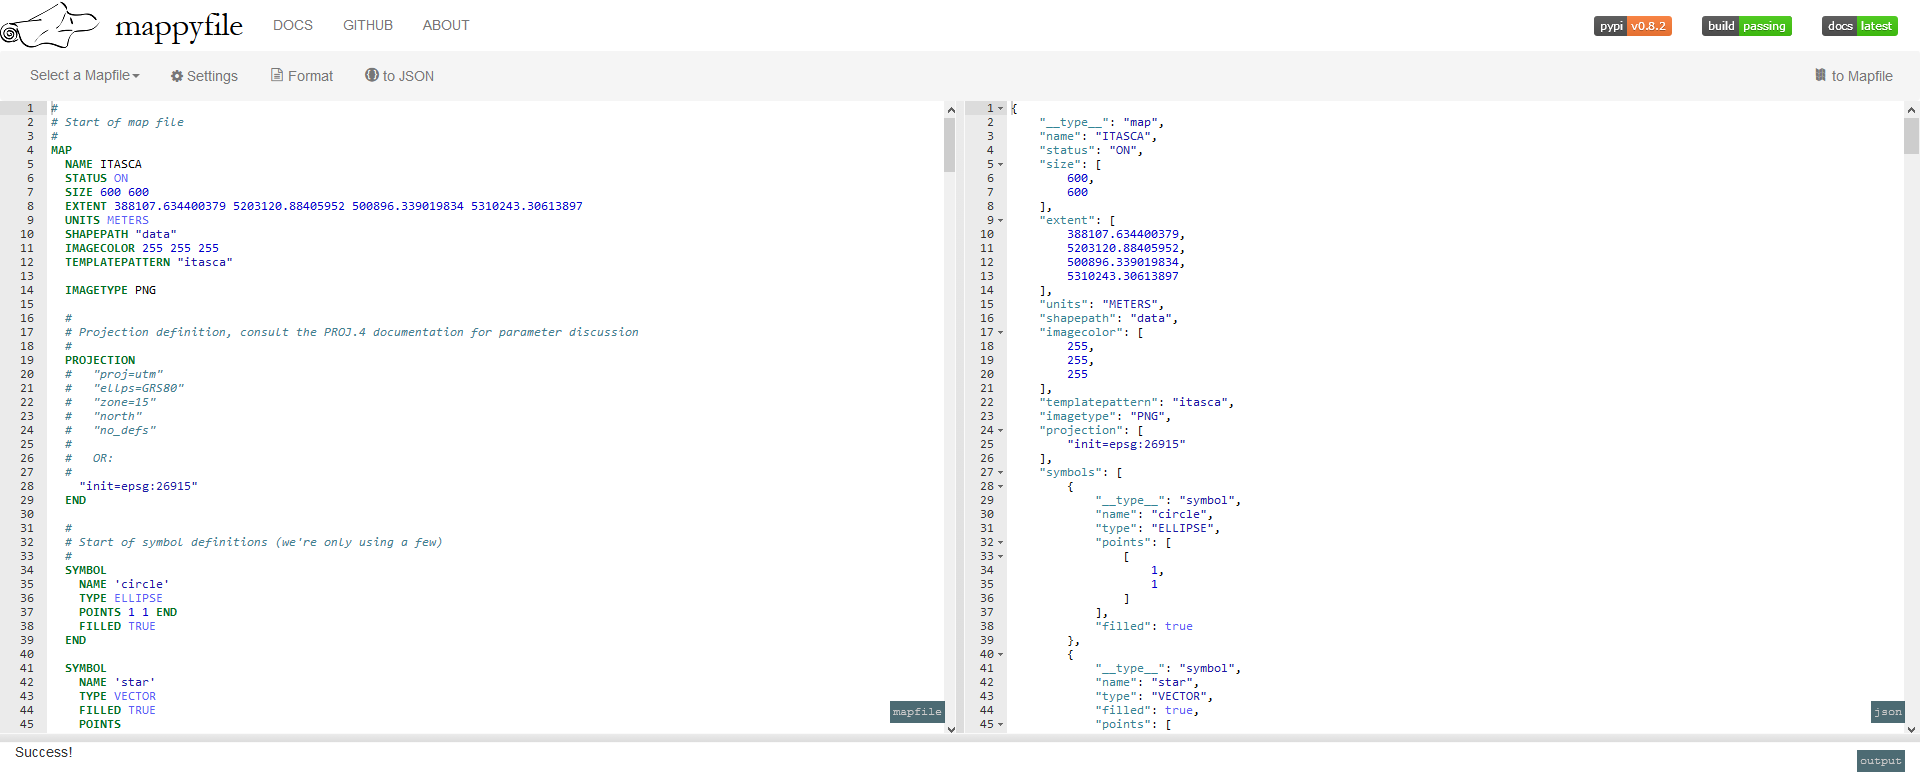 mappyfile DOCS GITHUB ABOUT pypi v0.8.2 build passing docs latest
Select a Mapfile Settings Format to JSON to Mapfile
1 #
2 # Start of map file
3 #
4 MAP
5 NAME ITASCA
6 STATUS ON
7 SIZE 600 600
8 EXTENT 388107.634400379 5203120.88405952 500896.339019834 5310243.30613897
9 UNITS METERS
10 SHAPEPATH "data"
11 IMAGECOLOR 255 255 255
12 TEMPLATEPATTERN "itasca"
13
14 IMAGETYPE PNG
15
16 #
17 # Projection definition, consult the PROJ.4 documentation for parameter discussion
18 #
19 PROJECTION
20 # "proj=utm"
21 # "ellps=GRS80"
22 # "zone=15"
23 # "north"
24 # "no_defs"
25 #
26 # OR:
27 #
28 "init=epsg:26915"
29 END
30
31 #
32 # Start of symbol definitions (we're only using a few)
33 #
34 SYMBOL
35 NAME 'circle'
36 TYPE ELLIPSE
37 POINTS 1 1 END
38 FILLED TRUE
39 END
40
41 SYMBOL
42 NAME 'star'
43 TYPE VECTOR
44 FILLED TRUE
45 POINTS
mapfile
1 {
2 "__type__": "map",
3 "name": "ITASCA",
4 "status": "ON",
5 "size": [
6 600,
7 600
8 ],
9 "extent": [
10 388107.634400379,
11 5203120.88405952,
12 500896.339019834,
13 5310243.30613897
14 ],
15 "units": "METERS",
16 "shapepath": "data",
17 "imagecolor": [
18 255,
19 255,
20 255
21 ],
22 "templatepattern": "itasca",
23 "imagetype": "PNG",
24 "projection": [
25 "init=epsg:26915"
26 ],
27 "symbols": [
28 {
29 "__type__": "symbol",
30 "name": "circle",
31 "type": "ELLIPSE",
32 "points": [
33 [
34 1,
35 1
36 ]
37 ],
38 "filled": true
39 },
40 {
41 "__type__": "symbol",
42 "name": "star",
43 "type": "VECTOR",
44 "filled": true,
45 "points": [
json
Success!
output